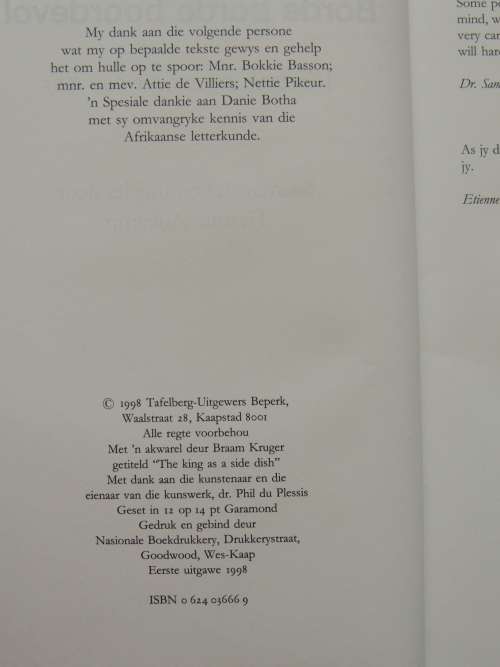 My dank aan die volgende persone
wat my op bepaalde tekste gewys en gehelp
het om hulle op te spoor: Mnr. Bokkie Basson;
mnr. en mev. Attie de Villiers; Nettie Pikeur.
'n Spesiale dankie aan Danie Botha
met sy omvangryke kennis van die
Afrikaanse letterkunde.
© 1998 Tafelberg-Uitgewers Beperk,
Waalstraat 28, Kaapstad 8001
Alle regte voorbehou
Met 'n akwarel deur Braam Kruger
getiteld “The king as a side dish”
Met dank aan die kunstenaar en die
eienaar van die kunswerk, dr. Phil du Plessis
Geset in 12 op 14 pt Garamond
Gedruk en gebind deur
Nasionale Boekdrukkery, Drukkerystraat,
Goodwood, Wes-Kaap
Eerste uitgawe 1998
ISBN 0 624 03666 9
Some
mind,
very
will hard
Dr.
As jy
jy.
Etienne